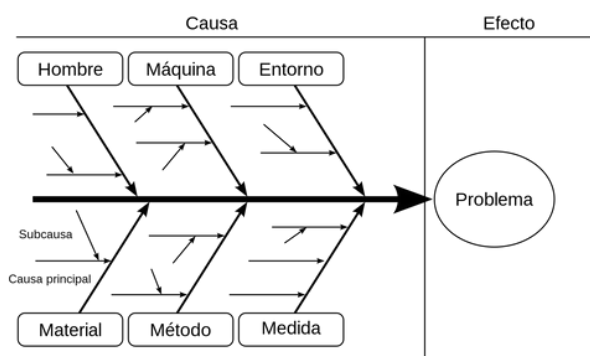 Causa
Efecto
Hombre
Máquina
Entorno
Problema
Subcausa
Causa principal
Material
Método
Medida